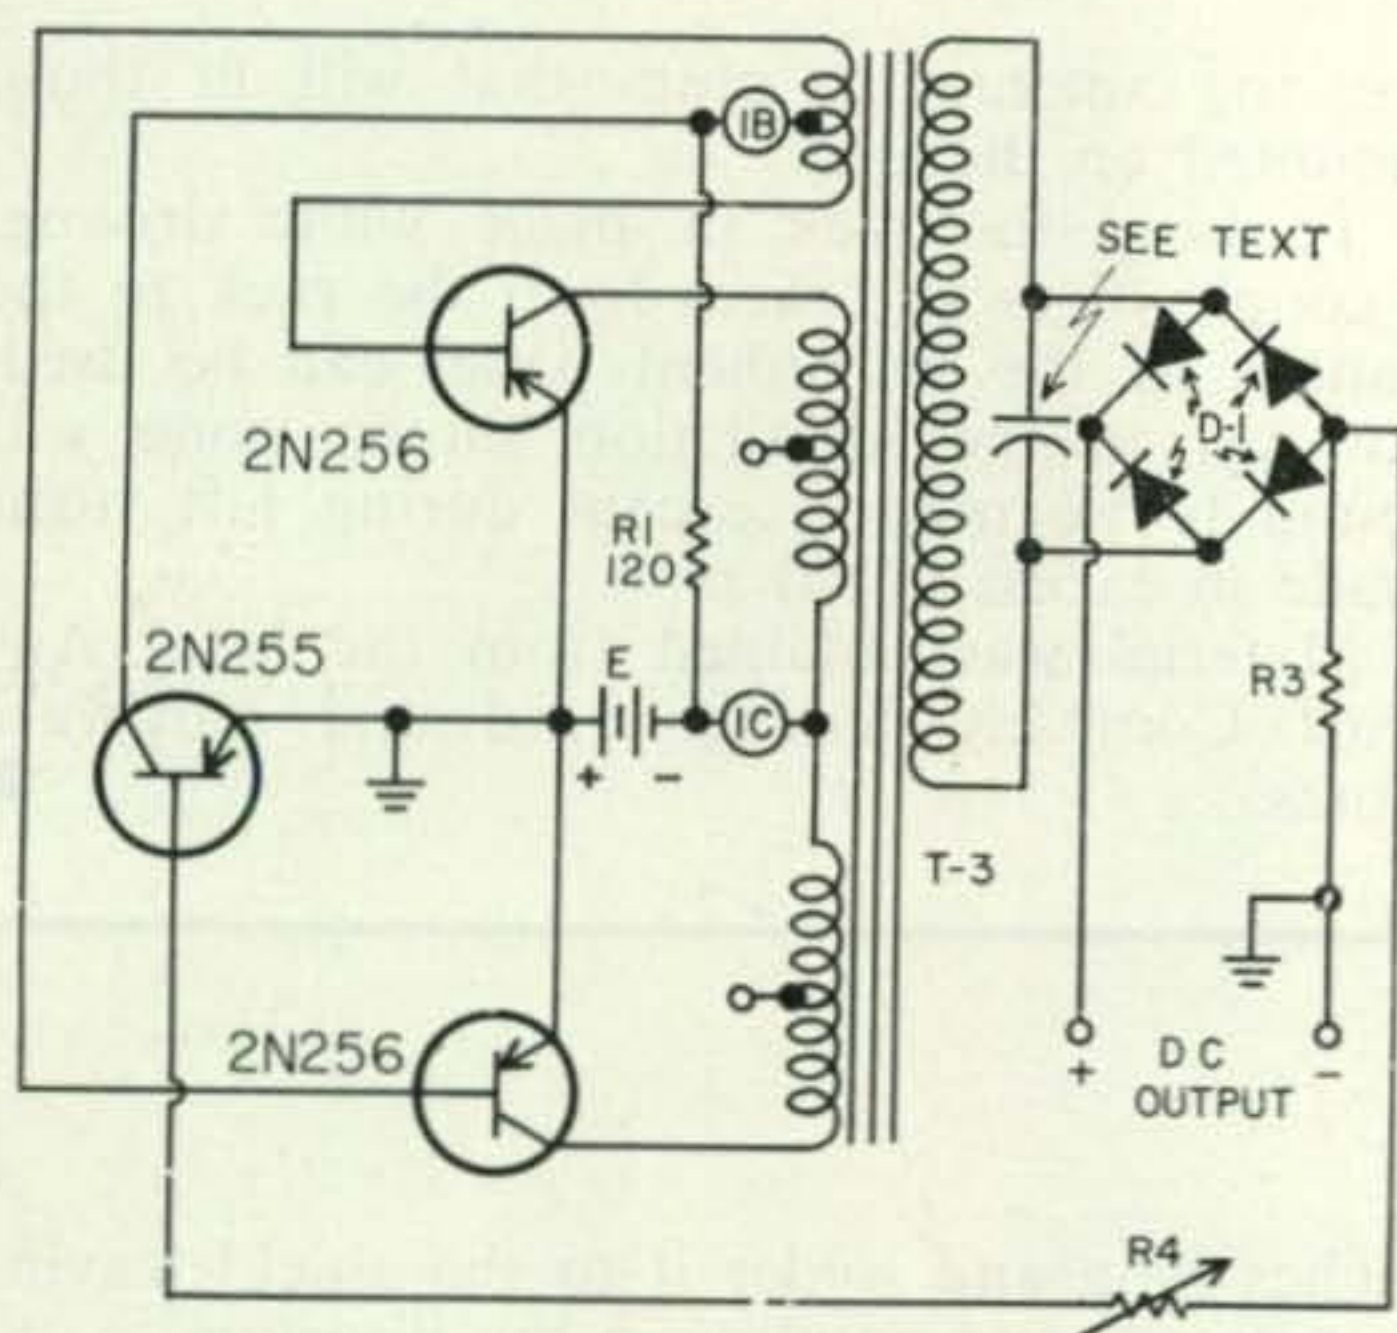 IB
SEE TEXT
D-1
2N256
R1
120
2N255
E
R3
IC
+ -
T-3
2N256
+ DC -
OUTPUT
R4